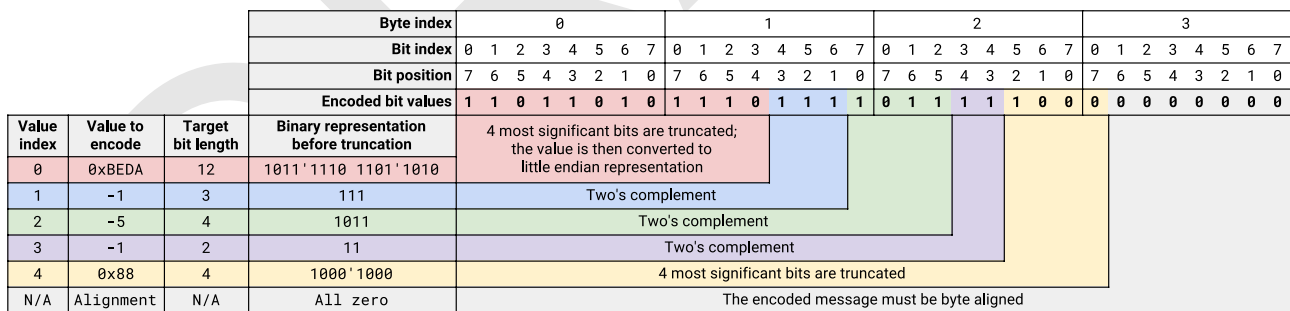 Byte index 0 1 2 3
Bit index 0 1 2 3 4 5 6 7 0 1 2 3 4 5 6 7 0 1 2 3 4 5 6 7 0 1 2 3 4 5 6 7
Bit position 7 6 5 4 3 2 1 0 7 6 5 4 3 2 1 0 7 6 5 4 3 2 1 0 7 6 5 4 3 2 1 0
Encoded bit values 1 1 0 1 1 0 1 0 1 1 1 0 1 1 1 1 0 1 1 1 1 1 0 0 0 0 0 0 0 0 0 0
Value index Value to encode Target bit length Binary representation before truncation
4 most significant bits are truncated;
the value is then converted to
little endian representation
0 0xBEDA 12 1011'1110 1101'1010
1 -1 3 111 Two's complement
2 -5 4 1011 Two's complement
3 -1 2 11 Two's complement
4 0x88 4 1000'1000 4 most significant bits are truncated
N/A Alignment N/A All zero The encoded message must be byte aligned